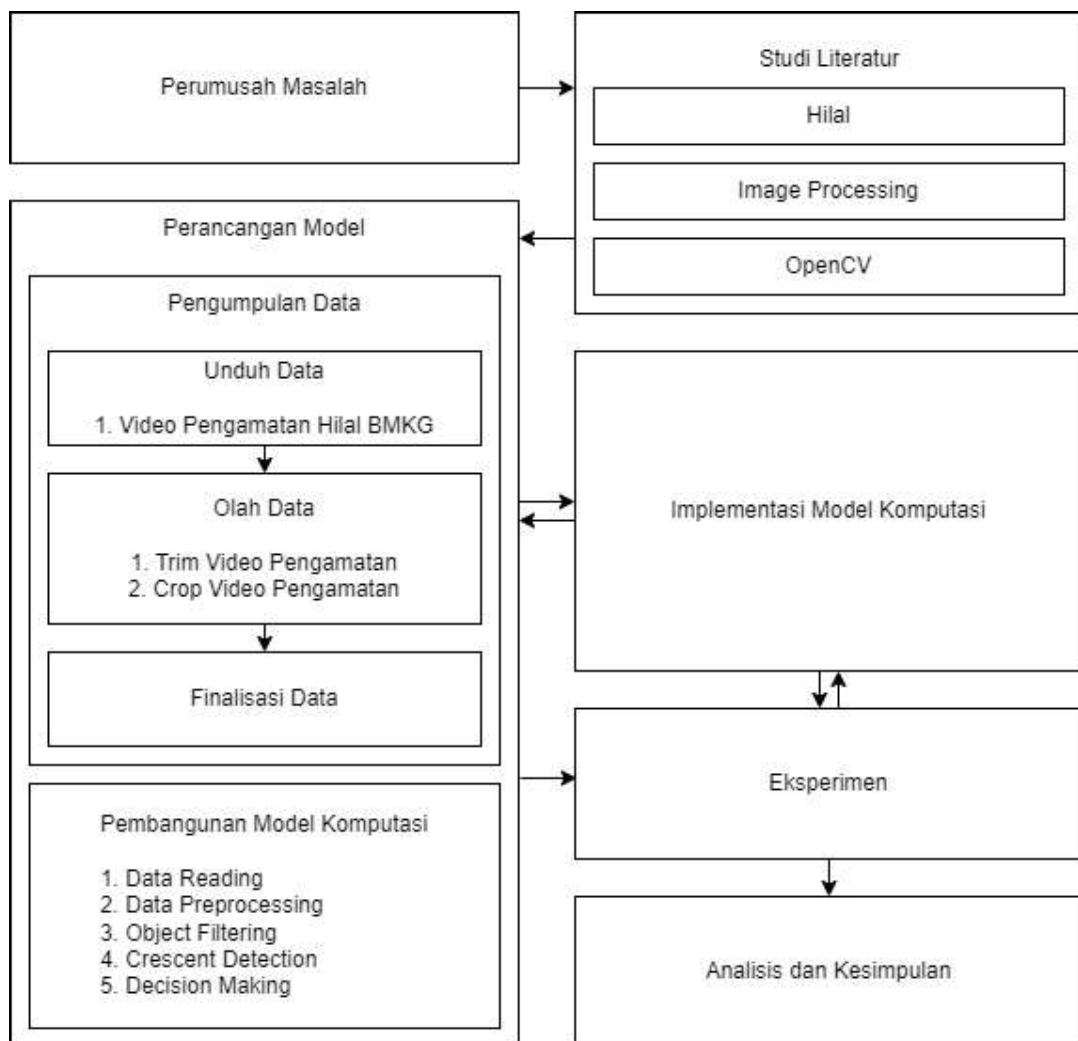 Perumusah Masalah
Studi Literatur
Hilal
Image Processing
OpenCV
Perancangan Model
Pengumpulan Data
Unduh Data
1. Video Pengamatan Hilal BMKG
Olah Data
1. Trim Video Pengamatan
2. Crop Video Pengamatan
Finalisasi Data
Pembangunan Model Komputasi
1. Data Reading
2. Data Preprocessing
3. Object Filtering
4. Crescent Detection
5. Decision Making
Implementasi Model Komputasi
Eksperimen
Analisis dan Kesimpulan